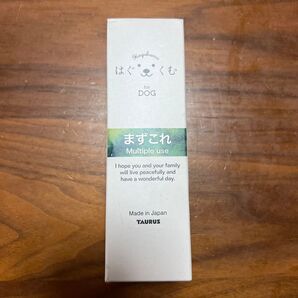 Hagukumu
はぐくむ
for
DOG
まずこれ
Multiple use
I hope you and your family
will live peacefully and
have a wonderful day.
Made in Japan
TAURUS